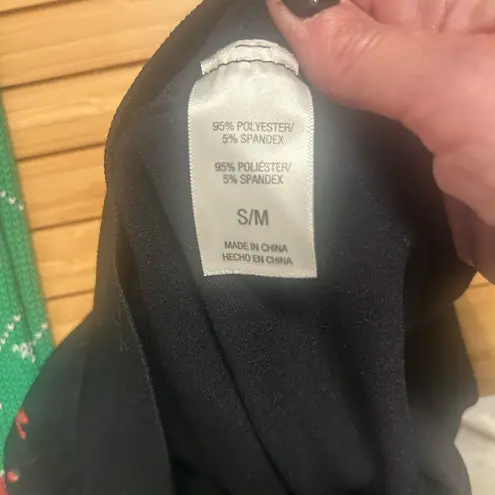 95% POLYESTER/
5% SPANDEX
95% POLIÉSTER/
5% SPANDEX
S/M
MADE IN CHINA
HECHO EN CHINA